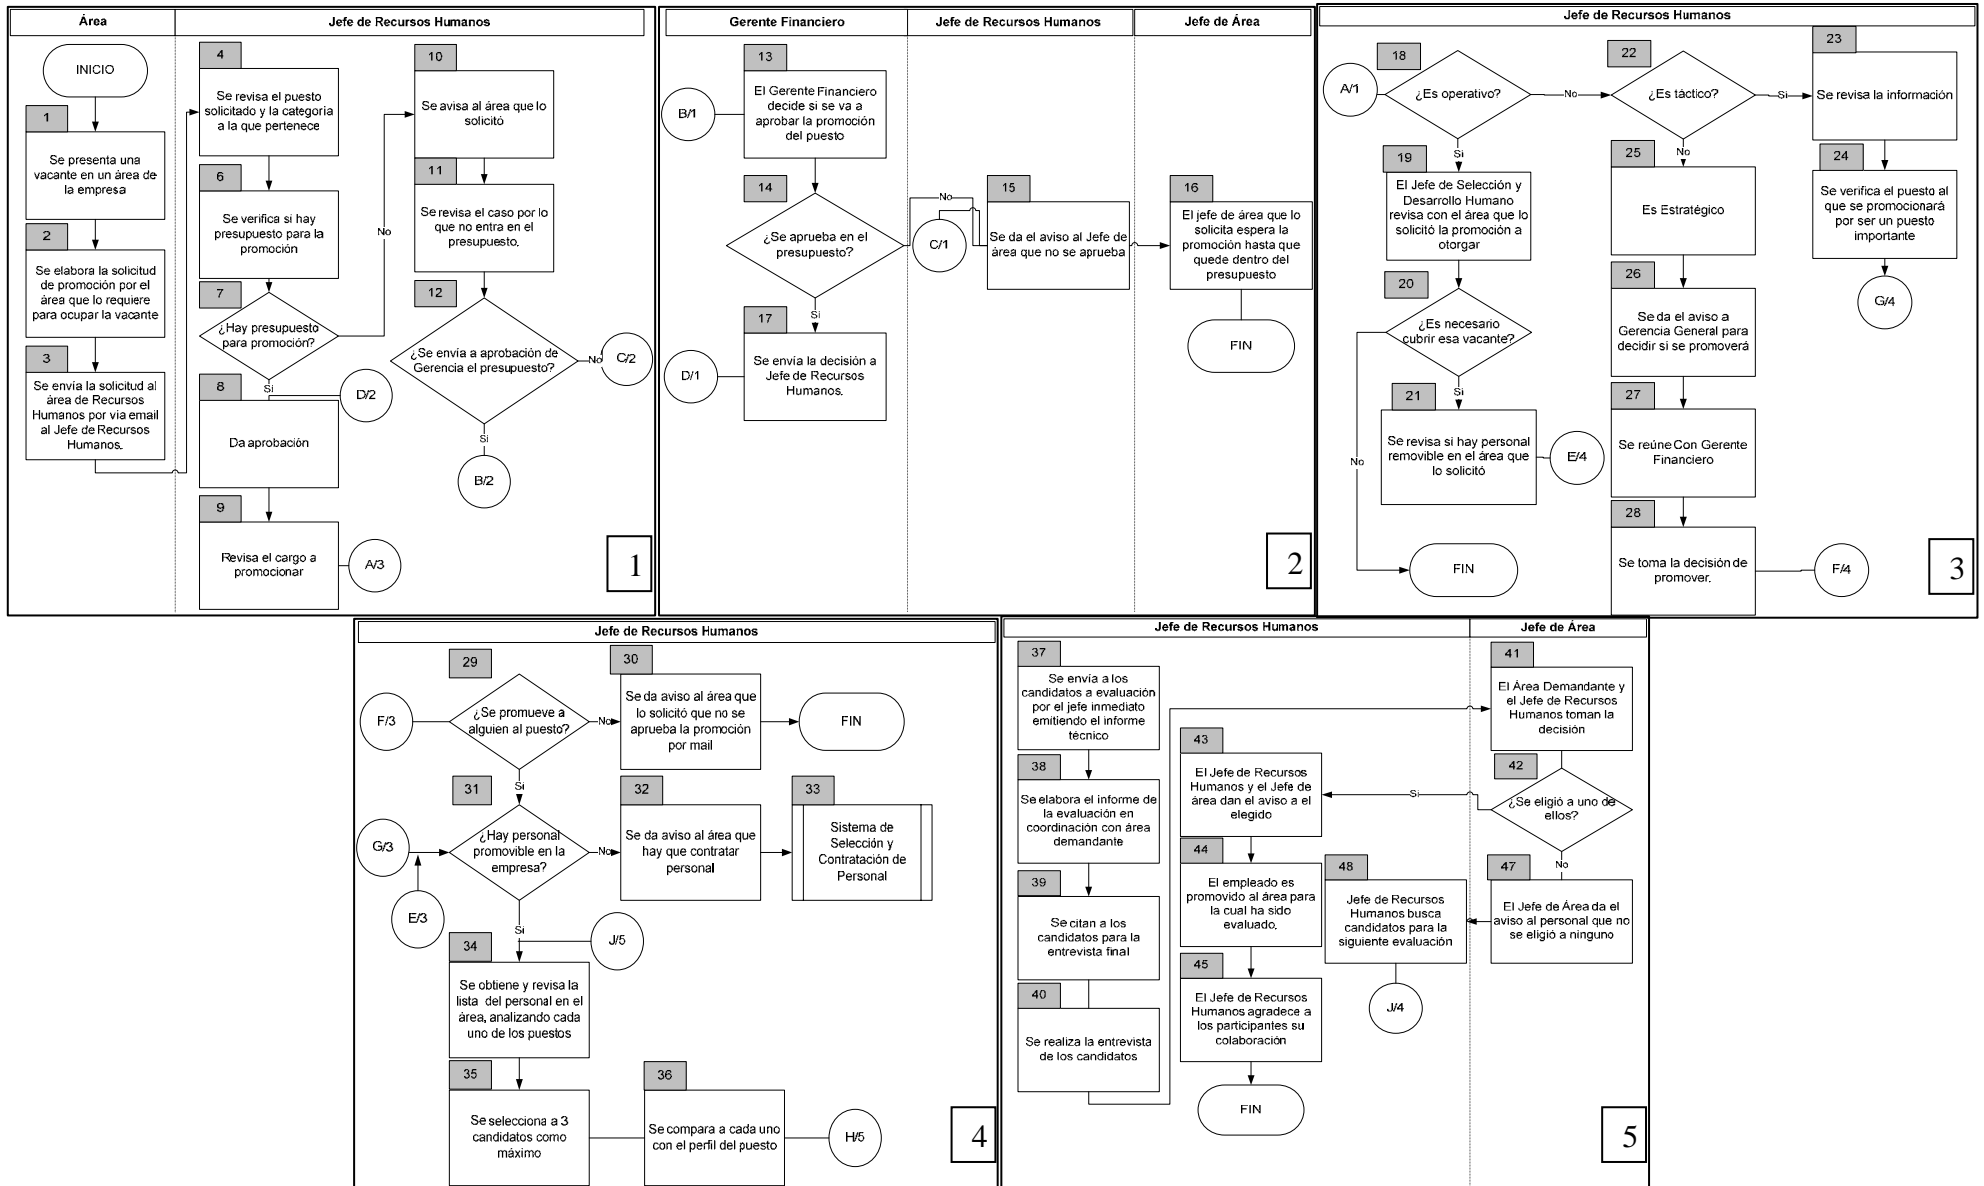 Área
Jefe de Recursos Humanos
INICIO
1
Se presenta una
vacante en un área de
la empresa
2
Se elabora la solicitud
de promoción por el
área que lo requiere
para ocupar la vacante
3
Se envía la solicitud al
área de Recursos
Humanos por via email
al Jefe de Recursos
Humanos.
4
Se revisa el puesto
solicitado y la categoría
a la que pertenece
6
Se verifica si hay
presupuesto para la
promoción
7
¿Hay presupuesto
para promoción?
No
Si
8
D/2
Da aprobación
9
Revisa el cargo a
promocionar
A/3
10
Se avisa al área que lo
solicitó
11
Se revisa el caso por lo
que no entra en el
presupuesto.
12
¿Se envía a aprobación de
Gerencia el presupuesto?
No
C/2
Si
B/2
1
Gerente Financiero
Jefe de Recursos Humanos
Jefe de Área
13
B/1
El Gerente Financiero
decide si se va a
aprobar la promoción
del puesto
14
¿Se aprueba en el
presupuesto?
No
C/1
Si
15
Se da el aviso al Jefe de
área que no se aprueba
16
El jefe de área que lo
solicita espera la
promoción hasta que
quede dentro del
presupuesto
FIN
17
D/1
Se envía la decisión a
Jefe de Recursos
Humanos.
2
Jefe de Recursos Humanos
18
A/1
¿Es operativo?
No
Si
19
El Jefe de Selección y
Desarrollo Humano
revisa con el área que lo
solicitó la promoción a
otorgar
20
¿Es necesario
cubrir esa vacante?
No
Si
21
Se revisa si hay personal
removible en el área que
lo solicitó
E/4
FIN
22
¿Es táctico?
Si
No
23
Se revisa la información
24
Se verifica el puesto al
que se promocionará
por ser un puesto
importante
G/4
25
Es Estratégico
26
Se da el aviso a
Gerencia General para
decidir si se promoverá
27
Se reúne Con Gerente
Financiero
28
Se toma la decisión de
promover.
F/4
3
Jefe de Recursos Humanos
29
F/3
¿Se promueve a
alguien al puesto?
No
Si
30
Se da aviso al área que
lo solicitó que no se
aprueba la promoción
por mail
FIN
31
G/3
¿Hay personal
promovible en la
empresa?
No
E/3
Si
32
Se da aviso al área que
hay que contratar
personal
33
Sistema de
Selección y
Contratación de
Personal
J/5
34
Se obtiene y revisa la
lista del personal en el
área, analizando cada
uno de los puestos
35
Se selecciona a 3
candidatos como
máximo
36
Se compara a cada uno
con el perfil del puesto
H/5
4
Jefe de Recursos Humanos
Jefe de Área
37
Se envía a los
candidatos a evaluación
por el jefe inmediato
emitiendo el informe
técnico
38
Se elabora el informe de
la evaluación en
coordinación con área
demandante
39
Se citan a los
candidatos para la
entrevista final
40
Se realiza la entrevista
de los candidatos
41
El Área Demandante y
el Jefe de Recursos
Humanos toman la
decisión
42
¿Se eligió a uno de
ellos?
Si
No
43
El Jefe de Recursos
Humanos y el Jefe de
área dan el aviso a el
elegido
44
El empleado es
promovido al área para
la cual ha sido
evaluado.
45
El Jefe de Recursos
Humanos agradece a
los participantes su
colaboración
FIN
47
El Jefe de Área da el
aviso al personal que no
se eligió a ninguno
48
Jefe de Recursos
Humanos busca
candidatos para la
siguiente evaluación
J/4
5